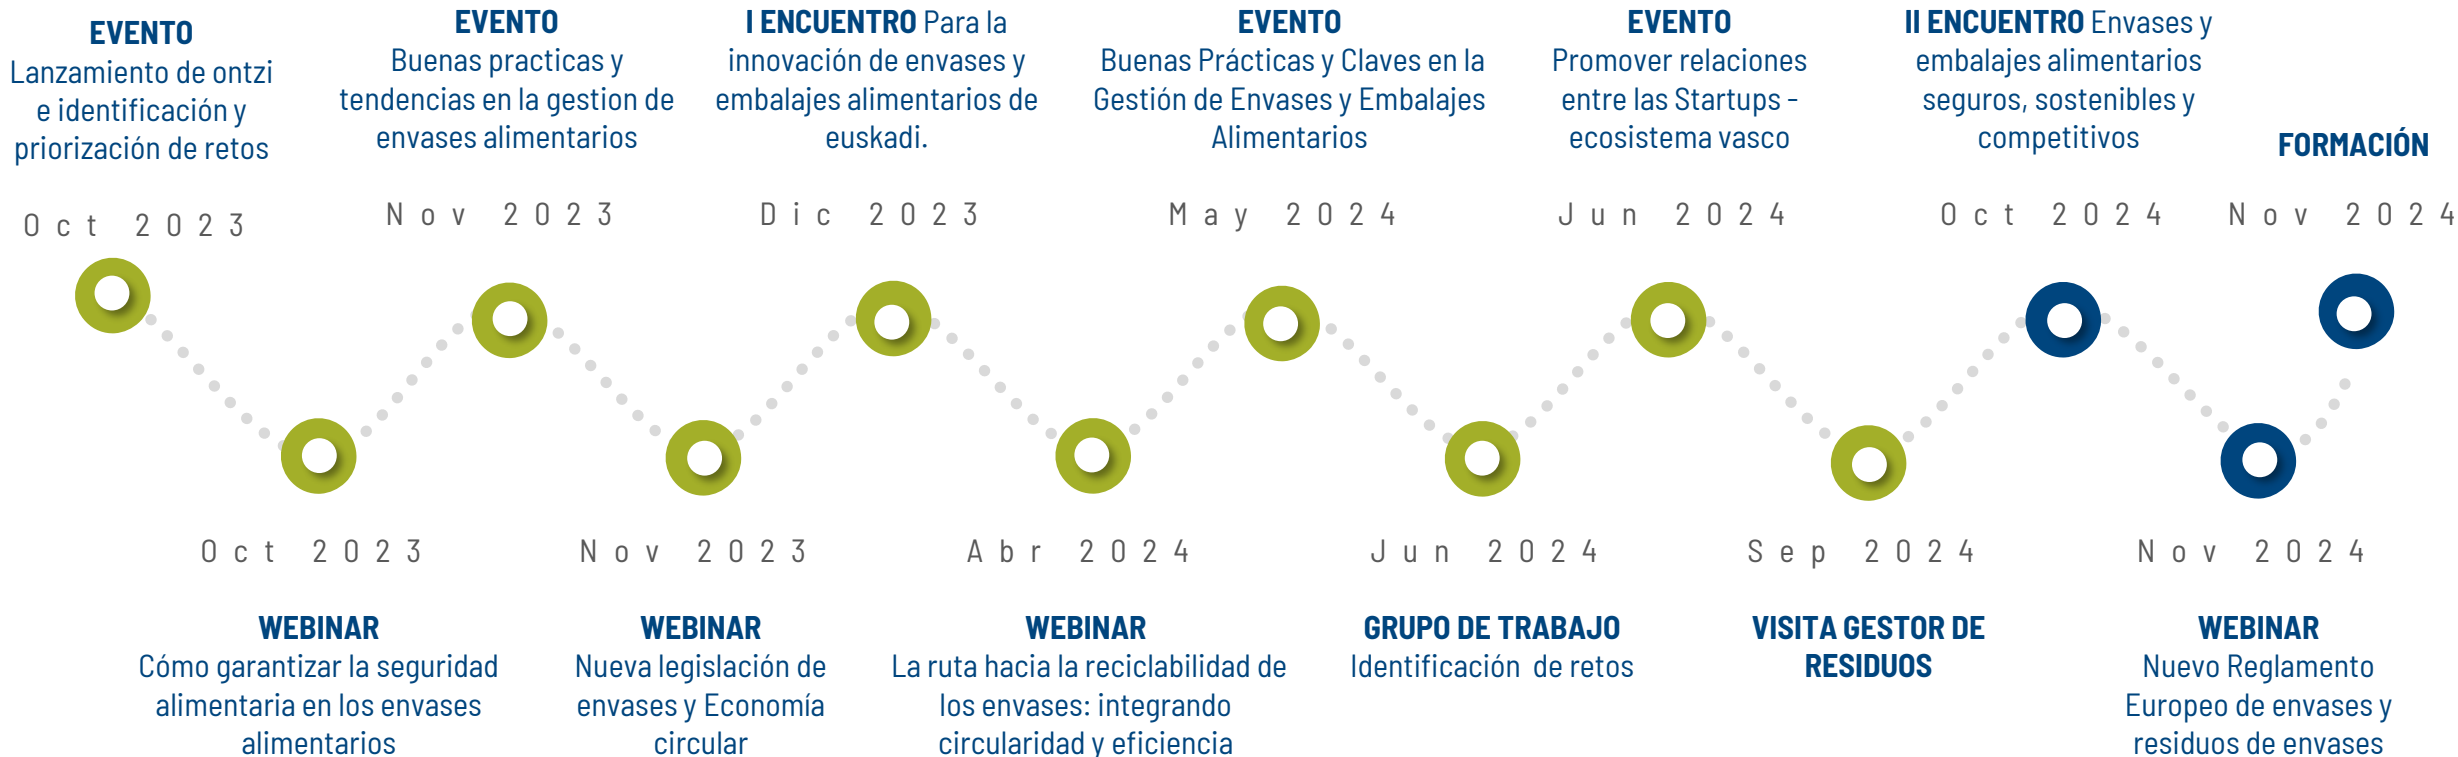 EVENTO
Lanzamiento de ontzi
e identificación y
priorización de retos
Oct 2023
EVENTO
Buenas practicas y
tendencias en la gestion de
envases alimentarios
Nov 2023
I ENCUENTRO Para la
innovación de envases y
embalajes alimentarios de
euskadi.
Dic 2023
EVENTO
Buenas Prácticas y Claves en la
Gestión de Envases y Embalajes
Alimentarios
May 2024
EVENTO
Promover relaciones
entre las Startups -
ecosistema vasco
Jun 2024
II ENCUENTRO Envases y
embalajes alimentarios
seguros, sostenibles y
competitivos
Oct 2024
FORMACIÓN
Nov 2024
Oct 2023
WEBINAR
Cómo garantizar la seguridad
alimentaria en los envases
alimentarios
Nov 2023
WEBINAR
Nueva legislación de
envases y Economía
circular
Abr 2024
WEBINAR
La ruta hacia la reciclabilidad de
los envases: integrando
circularidad y eficiencia
Jun 2024
GRUPO DE TRABAJO
Identificación de retos
Sep 2024
VISITA GESTOR DE
RESIDUOS
Nov 2024
WEBINAR
Nuevo Reglamento
Europeo de envases y
residuos de envases